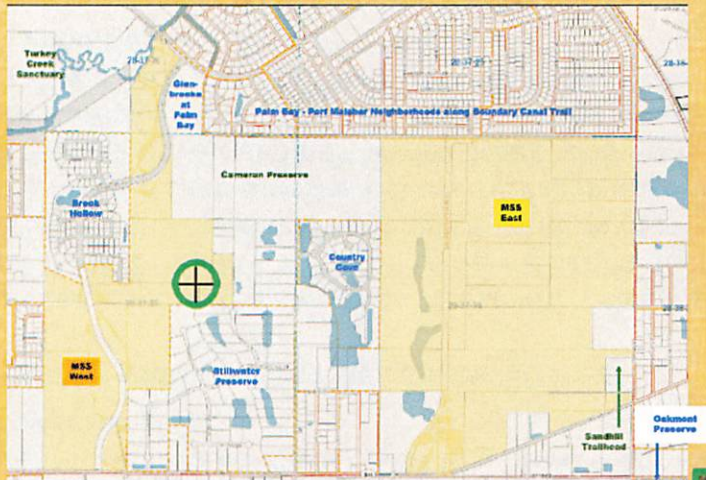 Turkey
Creek
Sanctuary
Glen-
brooke
at
Palm
Bay
Palm Bay - Port Malabar Neighborhoods along Boundary Canal Trail
Cameron Preserve
Brook
Hollow
MSS
East
Country
Cove
MSS
West
Stillwater
Preserve
Sandhill
Trailhead
Oakmont
Preserve